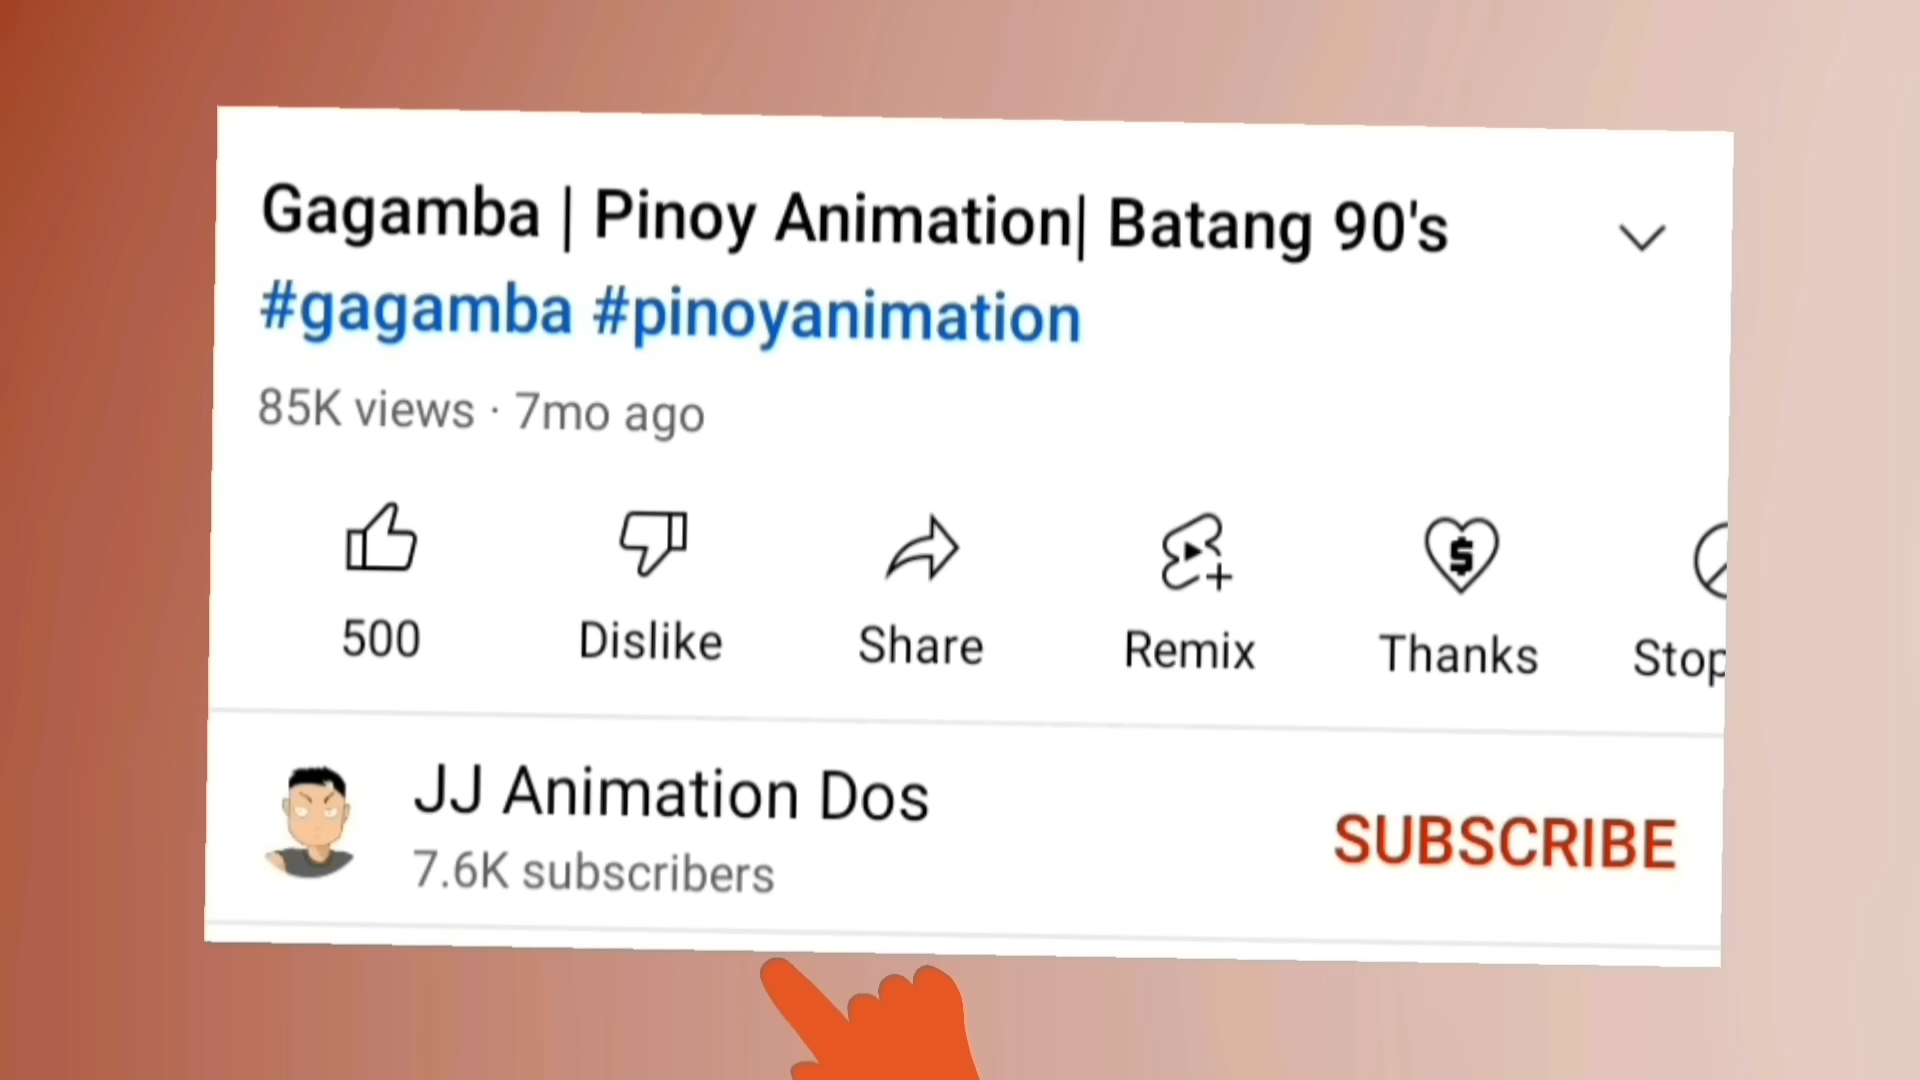 Gagamba | Pinoy Animation| Batang 90's
#gagamba #pinoyanimation
85K views · 7mo ago
500 Dislike Share Remix Thanks Stop
JJ Animation Dos
7.6K subscribers
SUBSCRIBE